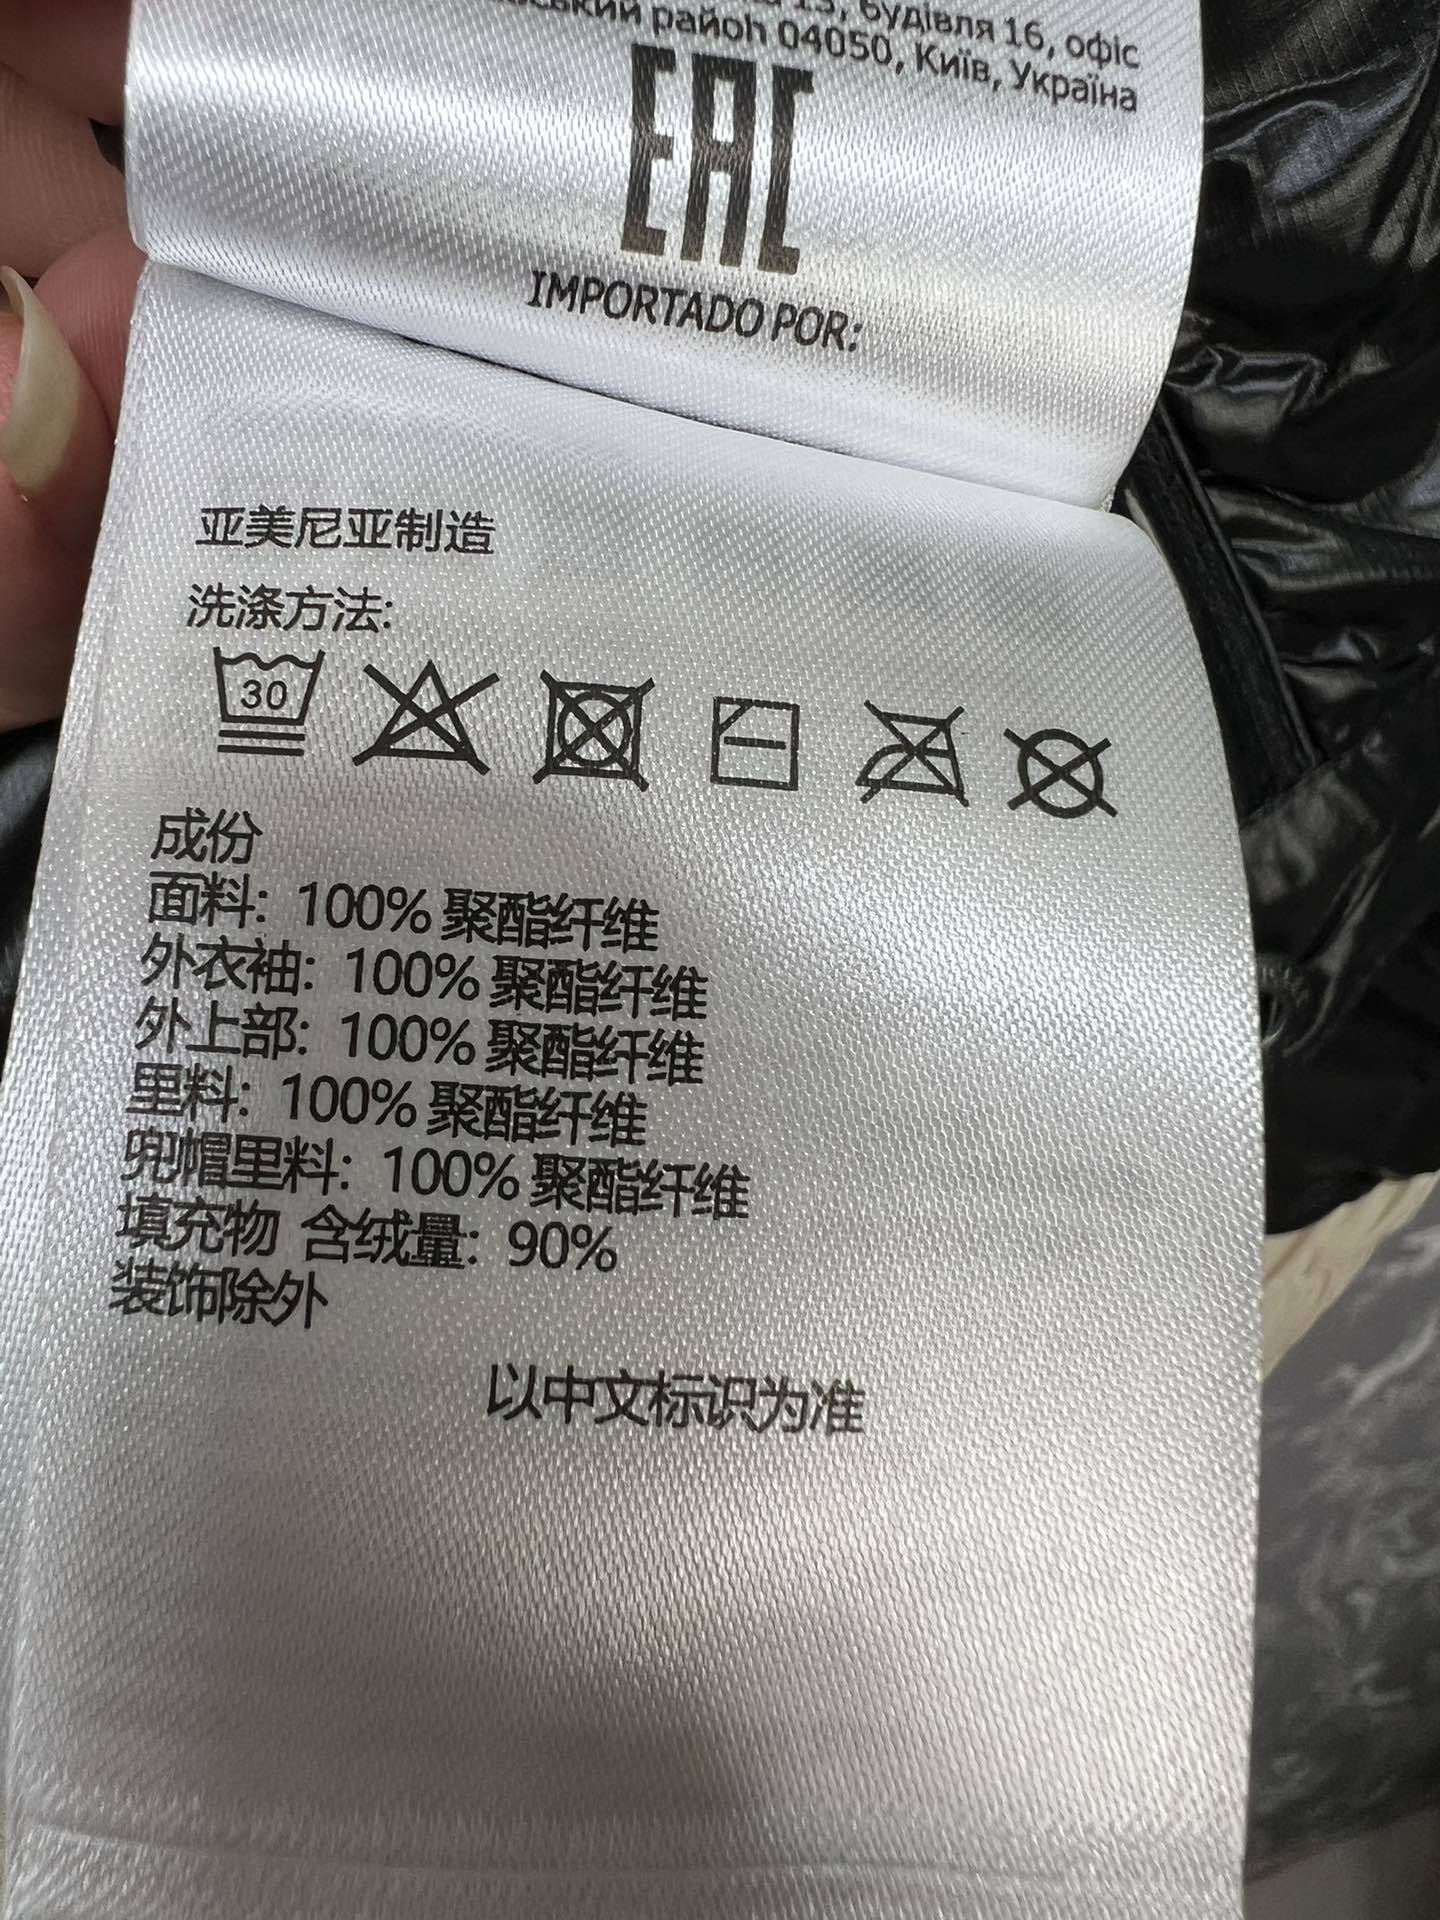 15, будівля 16, офіс
район 04050, Київ, Україна
EAC
IMPORTADO POR:
亚美尼亚制造
洗涤方法:
30
成份
面料: 100% 聚酯纤维
外衣袖: 100% 聚酯纤维
外上部: 100% 聚酯纤维
里料: 100% 聚酯纤维
兜帽里料: 100% 聚酯纤维
填充物 含绒量: 90%
装饰除外
以中文标识为准